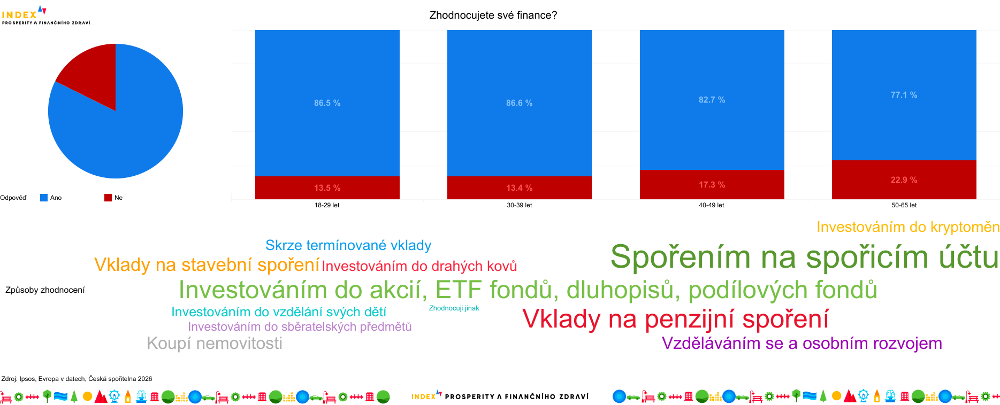 INDEX
PROSPERITY A FINANČNÍHO ZDRAVÍ
Zhodnocujete své finance?
86.5 %
86.6 %
82.7 %
77.1 %
13.5 %
13.4 %
17.3 %
22.9 %
18-29 let
30-39 let
40-49 let
50-65 let
Odpověď
Ano
Ne
Investováním do kryptoměn
Skrze termínované vklady
Spořením na spořicím účtu
Vklady na stavební spoření
Investováním do drahých kovů
Způsoby zhodnocení
Investováním do akcií, ETF fondů, dluhopisů, podílových fondů
Investováním do vzdělání svých dětí
Zhodnocuji jinak
Vklady na penzijní spoření
Investováním do sběratelských předmětů
Koupí nemovitosti
Vzděláváním se a osobním rozvojem
Zdroj: Ipsos, Evropa v datech, Česká spořitelna 2026
INDEX PROSPERITY A FINANČNÍHO ZDRAVÍ